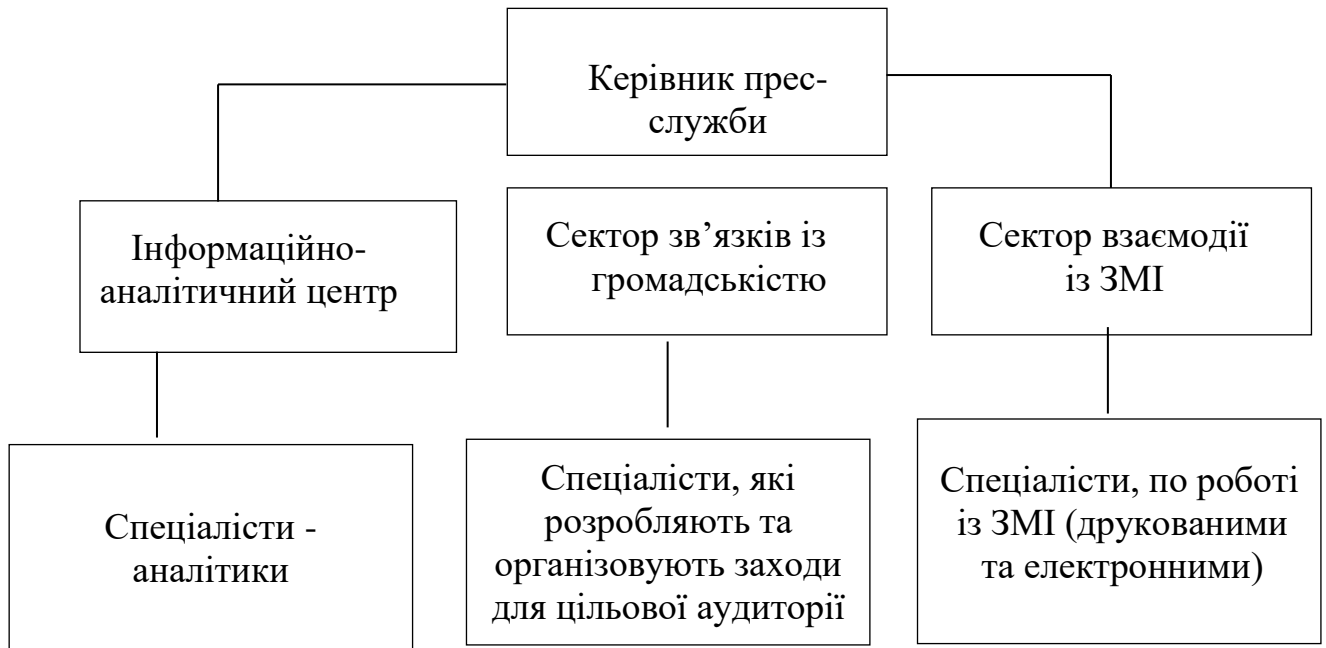 Керівник прес-
служби
Інформаційно-
аналітичний центр
Сектор зв’язків із
громадськістю
Сектор взаємодії
із ЗМІ
Спеціалісти -
аналітики
Спеціалісти, які
розробляють та
організовують заходи
для цільової аудиторії
Спеціалісти, по роботі
із ЗМІ (друкованими
та електронними)